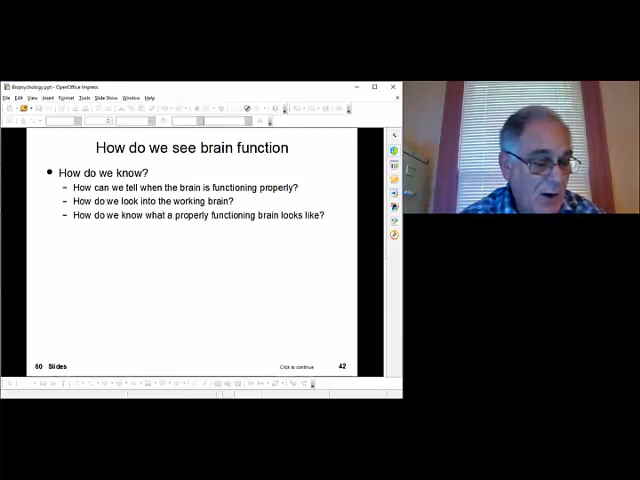 Biopsychology.ppt - OpenOffice Impress
File Edit View Insert Format Tools Slide Show Window Help
How do we see brain function
How do we know?
– How can we tell when the brain is functioning properly?
– How do we look into the working brain?
– How do we know what a properly functioning brain looks like?
60 Slides Click to continue 42